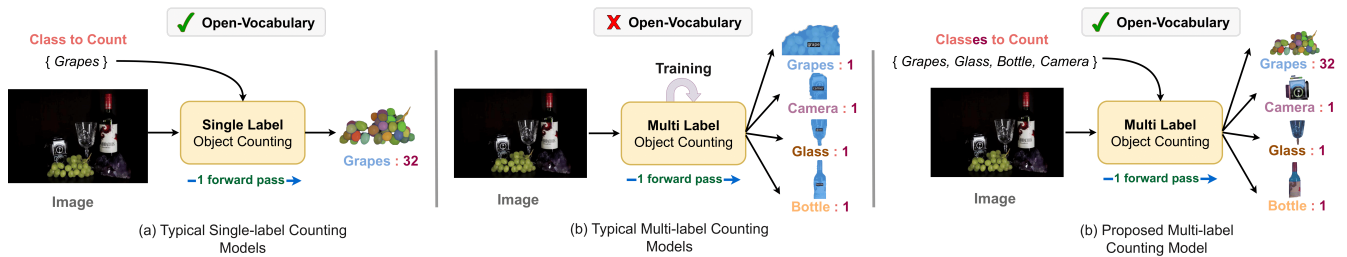 Open-Vocabulary
Class to Count
{ Grapes }
Single Label
Object Counting
Grapes : 32
1 forward pass
Image
(a) Typical Single-label Counting
Models
Open-Vocabulary
Training
Multi Label
Object Counting
1 forward pass
Image
grape
Grapes : 1
Camera : 1
Glass : 1
Bottle : 1
(b) Typical Multi-label Counting
Models
Open-Vocabulary
Classes to Count
{ Grapes, Glass, Bottle, Camera }
Multi Label
Object Counting
1 forward pass
Image
Grapes : 32
Camera : 1
Glass : 1
Bottle : 1
(b) Proposed Multi-label
Counting Model